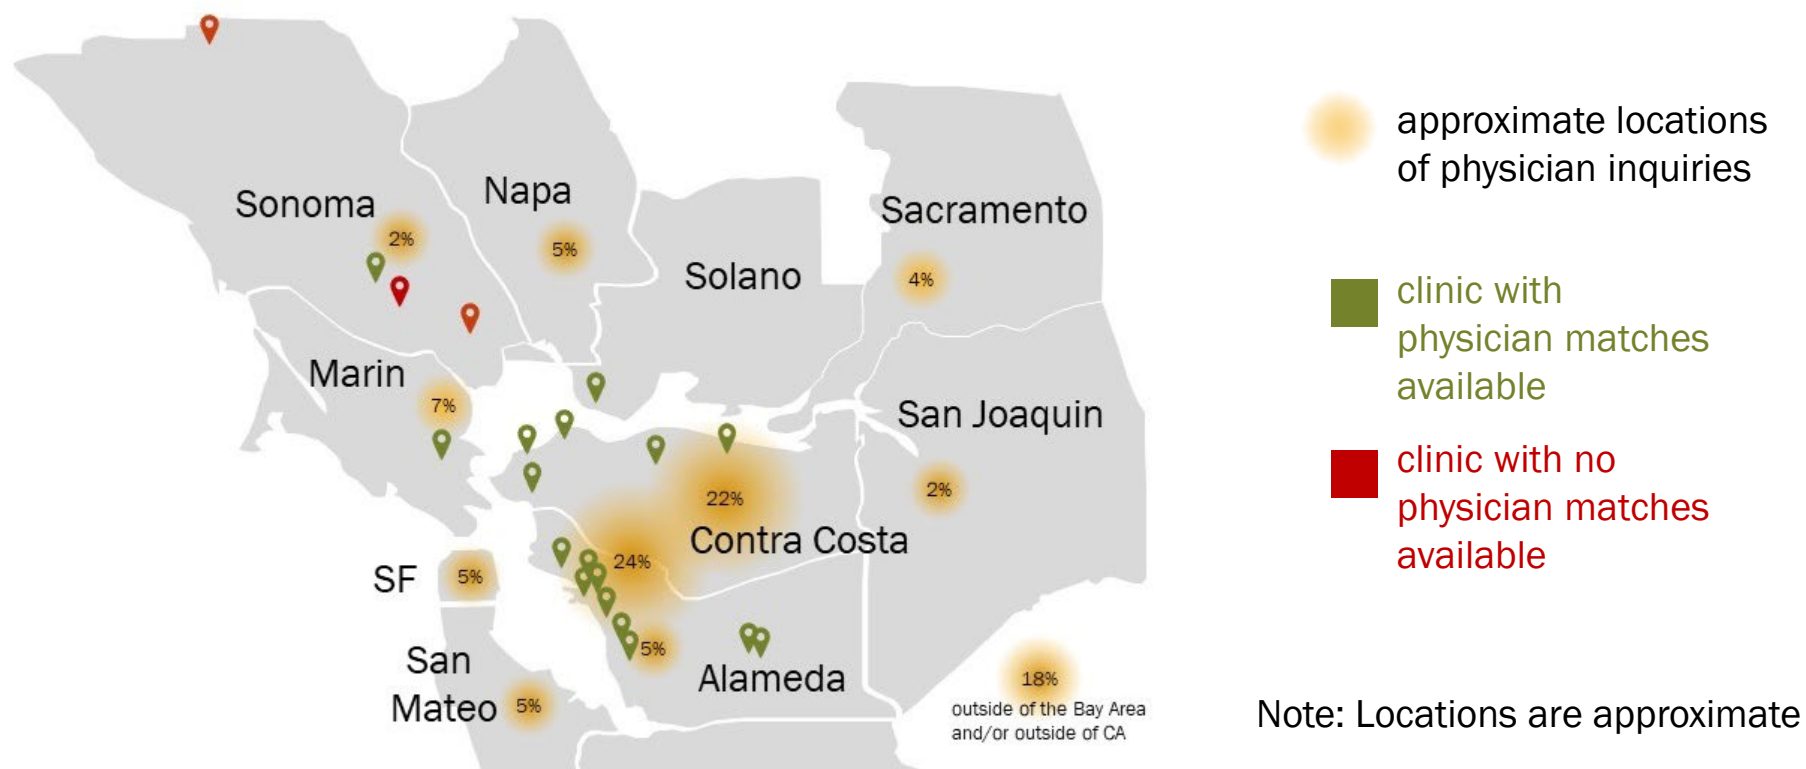 Sonoma
2%
Napa
5%
Solano
Sacramento
4%
Marin
7%
San Joaquin
2%
22%
Contra Costa
24%
SF
5%
5%
San
Mateo
5%
Alameda
18%
outside of the Bay Area
and/or outside of CA
approximate locations
of physician inquiries
clinic with
physician matches
available
clinic with no
physician matches
available
Note: Locations are approximate